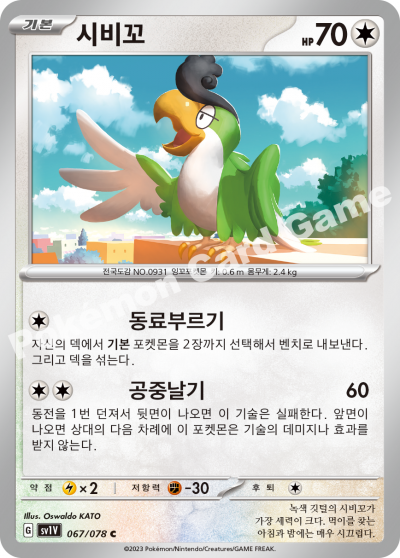 기본
시비꼬
HP 70
Pokémon Card Game
전국도감 NO.0931 잉꼬포켓몬 키: 0.6 m 몸무게: 2.4 kg
동료부르기
자신의 덱에서 기본 포켓몬을 2장까지 선택해서 벤치로 내보낸다.
그리고 덱을 섞는다.
공중날기 60
동전을 1번 던져서 뒷면이 나오면 이 기술은 실패한다. 앞면이
나오면 상대의 다음 차례에 이 포켓몬은 기술의 데미지나 효과를
받지 않는다.
약점 ×2 저항력 -30 후퇴
Illus. Oswaldo KATO
G sv1V 067/078 C
녹색 깃털의 시비꼬가
가장 세력이 크다. 먹이를 찾는
아침과 밤에는 매우 시끄럽다.
©2023 Pokémon/Nintendo/Creatures/GAME FREAK.